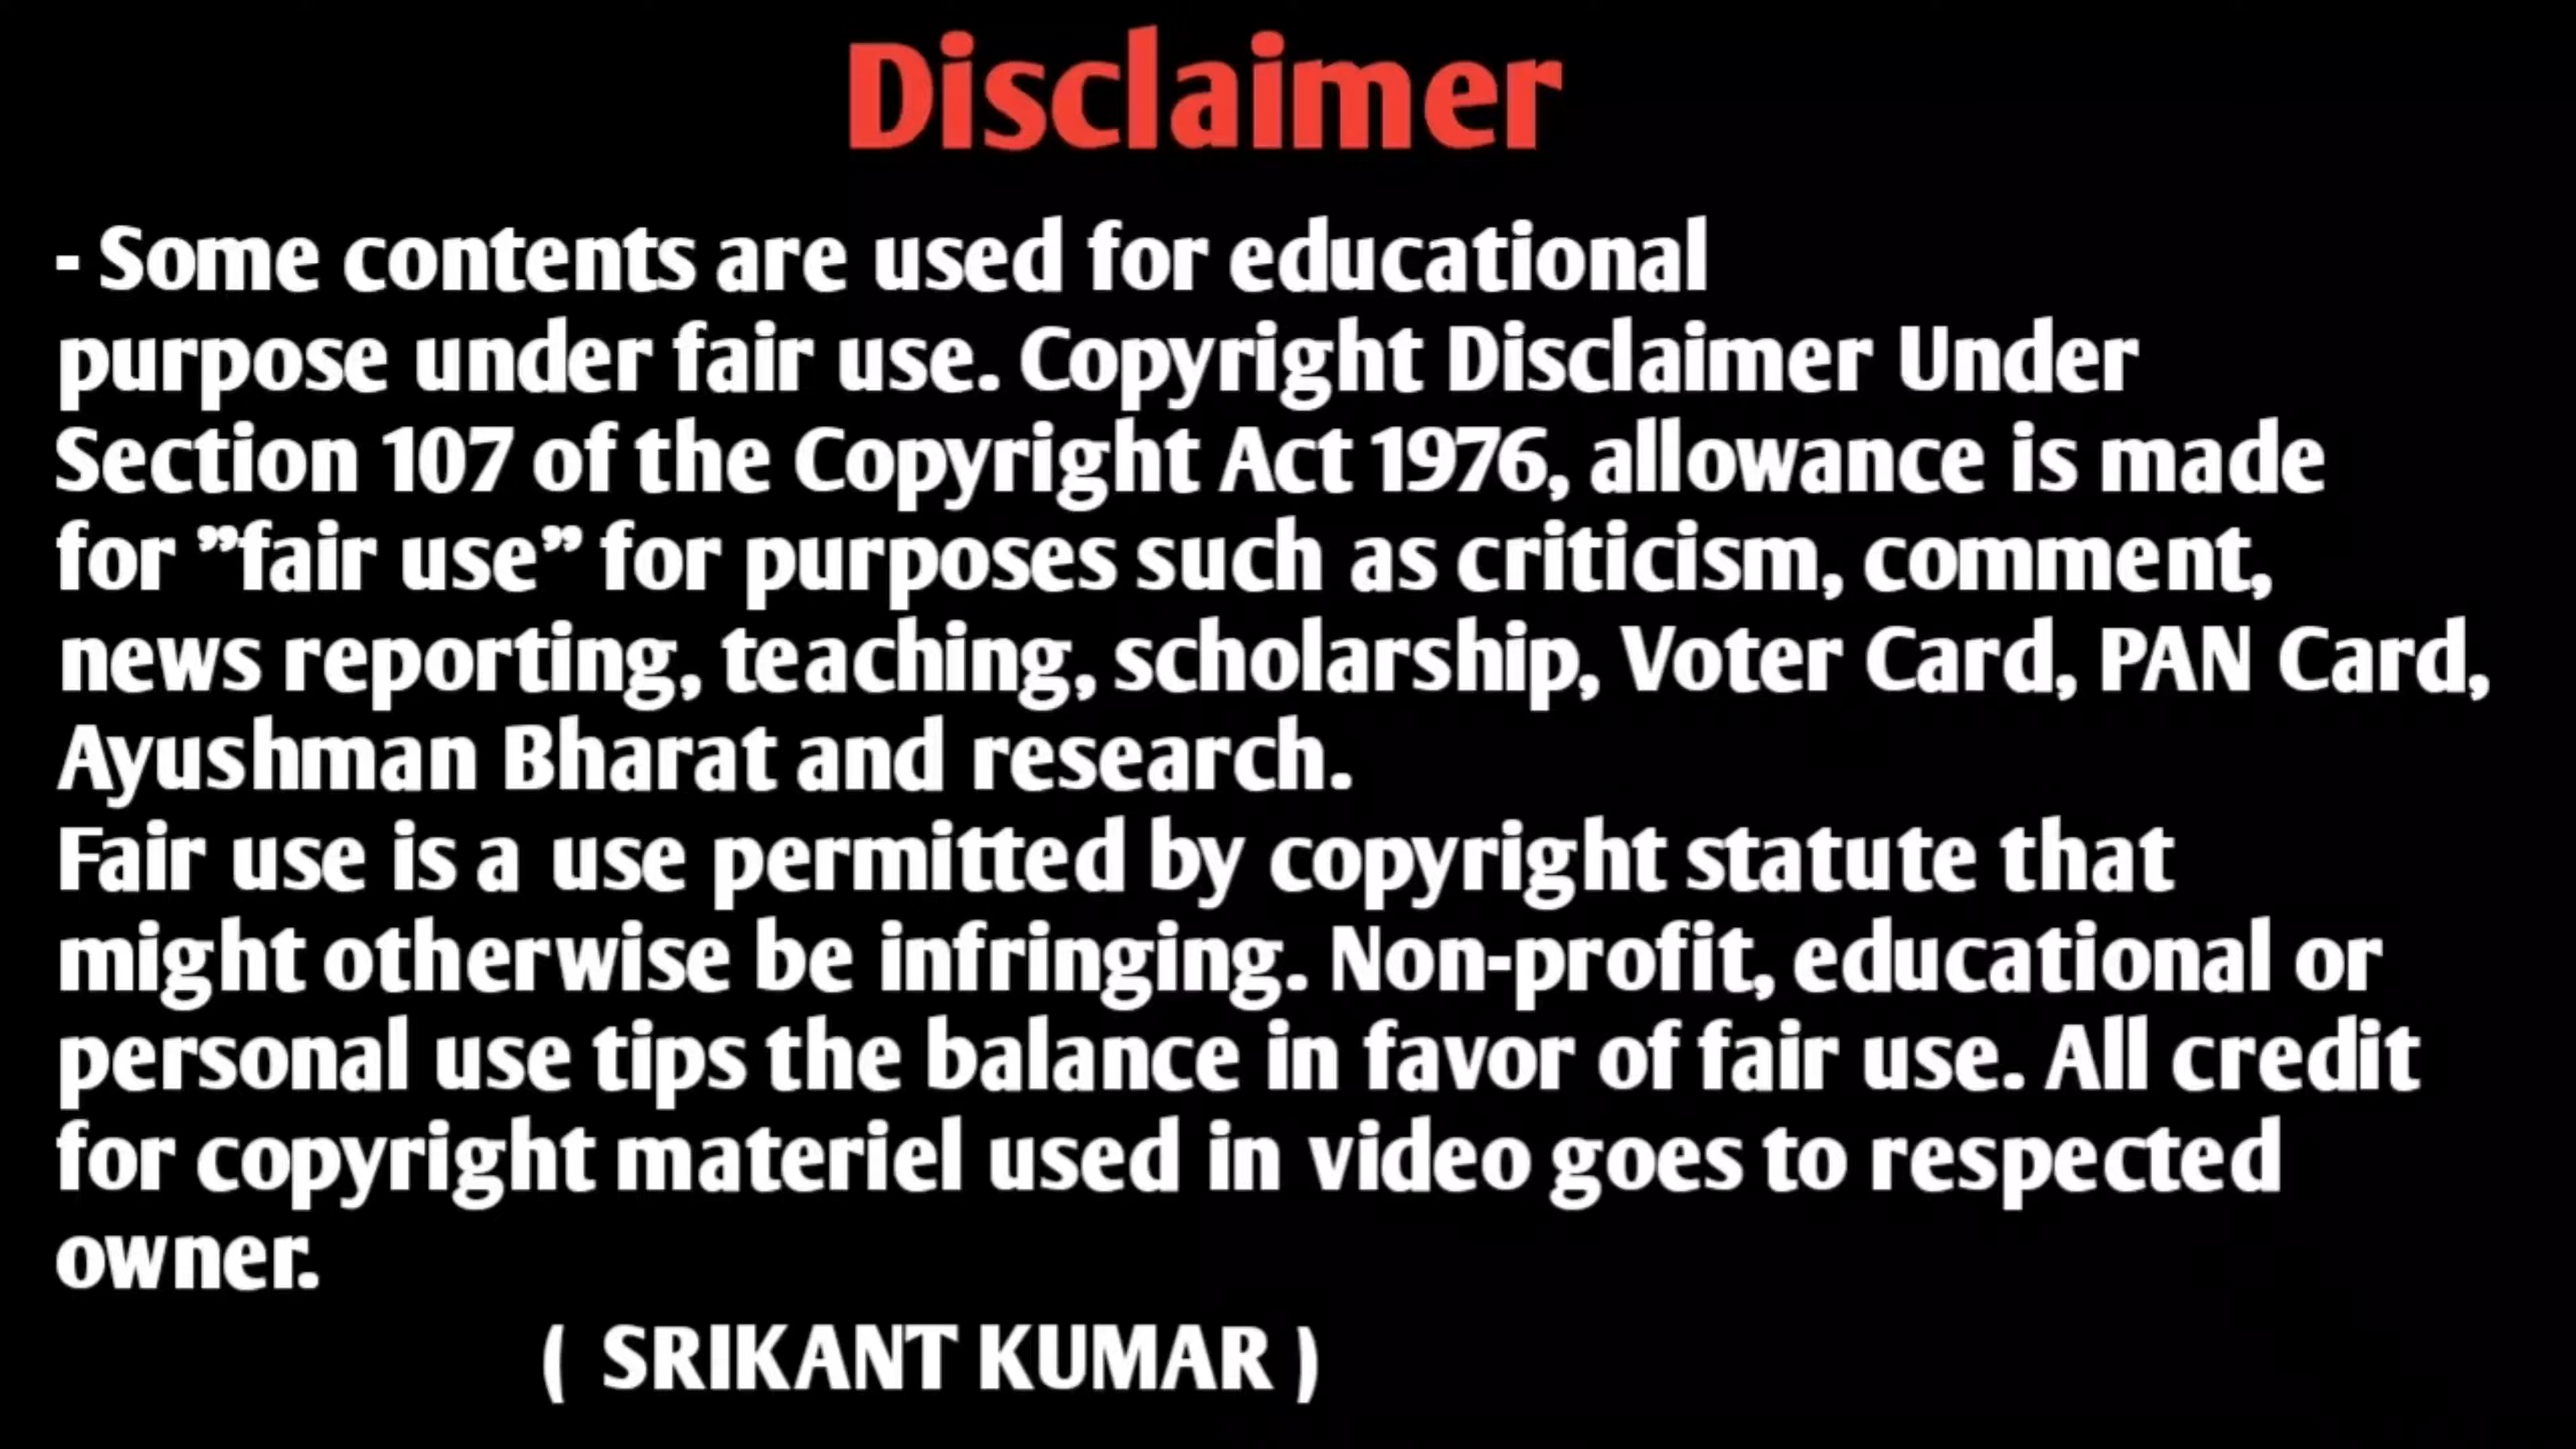 Disclaimer
- Some contents are used for educational
purpose under fair use. Copyright Disclaimer Under
Section 107 of the Copyright Act 1976, allowance is made
for ”fair use” for purposes such as criticism, comment,
news reporting, teaching, scholarship, Voter Card, PAN Card,
Ayushman Bharat and research.
Fair use is a use permitted by copyright statute that
might otherwise be infringing. Non-profit, educational or
personal use tips the balance in favor of fair use. All credit
for copyright materiel used in video goes to respected
owner.
( SRIKANT KUMAR )